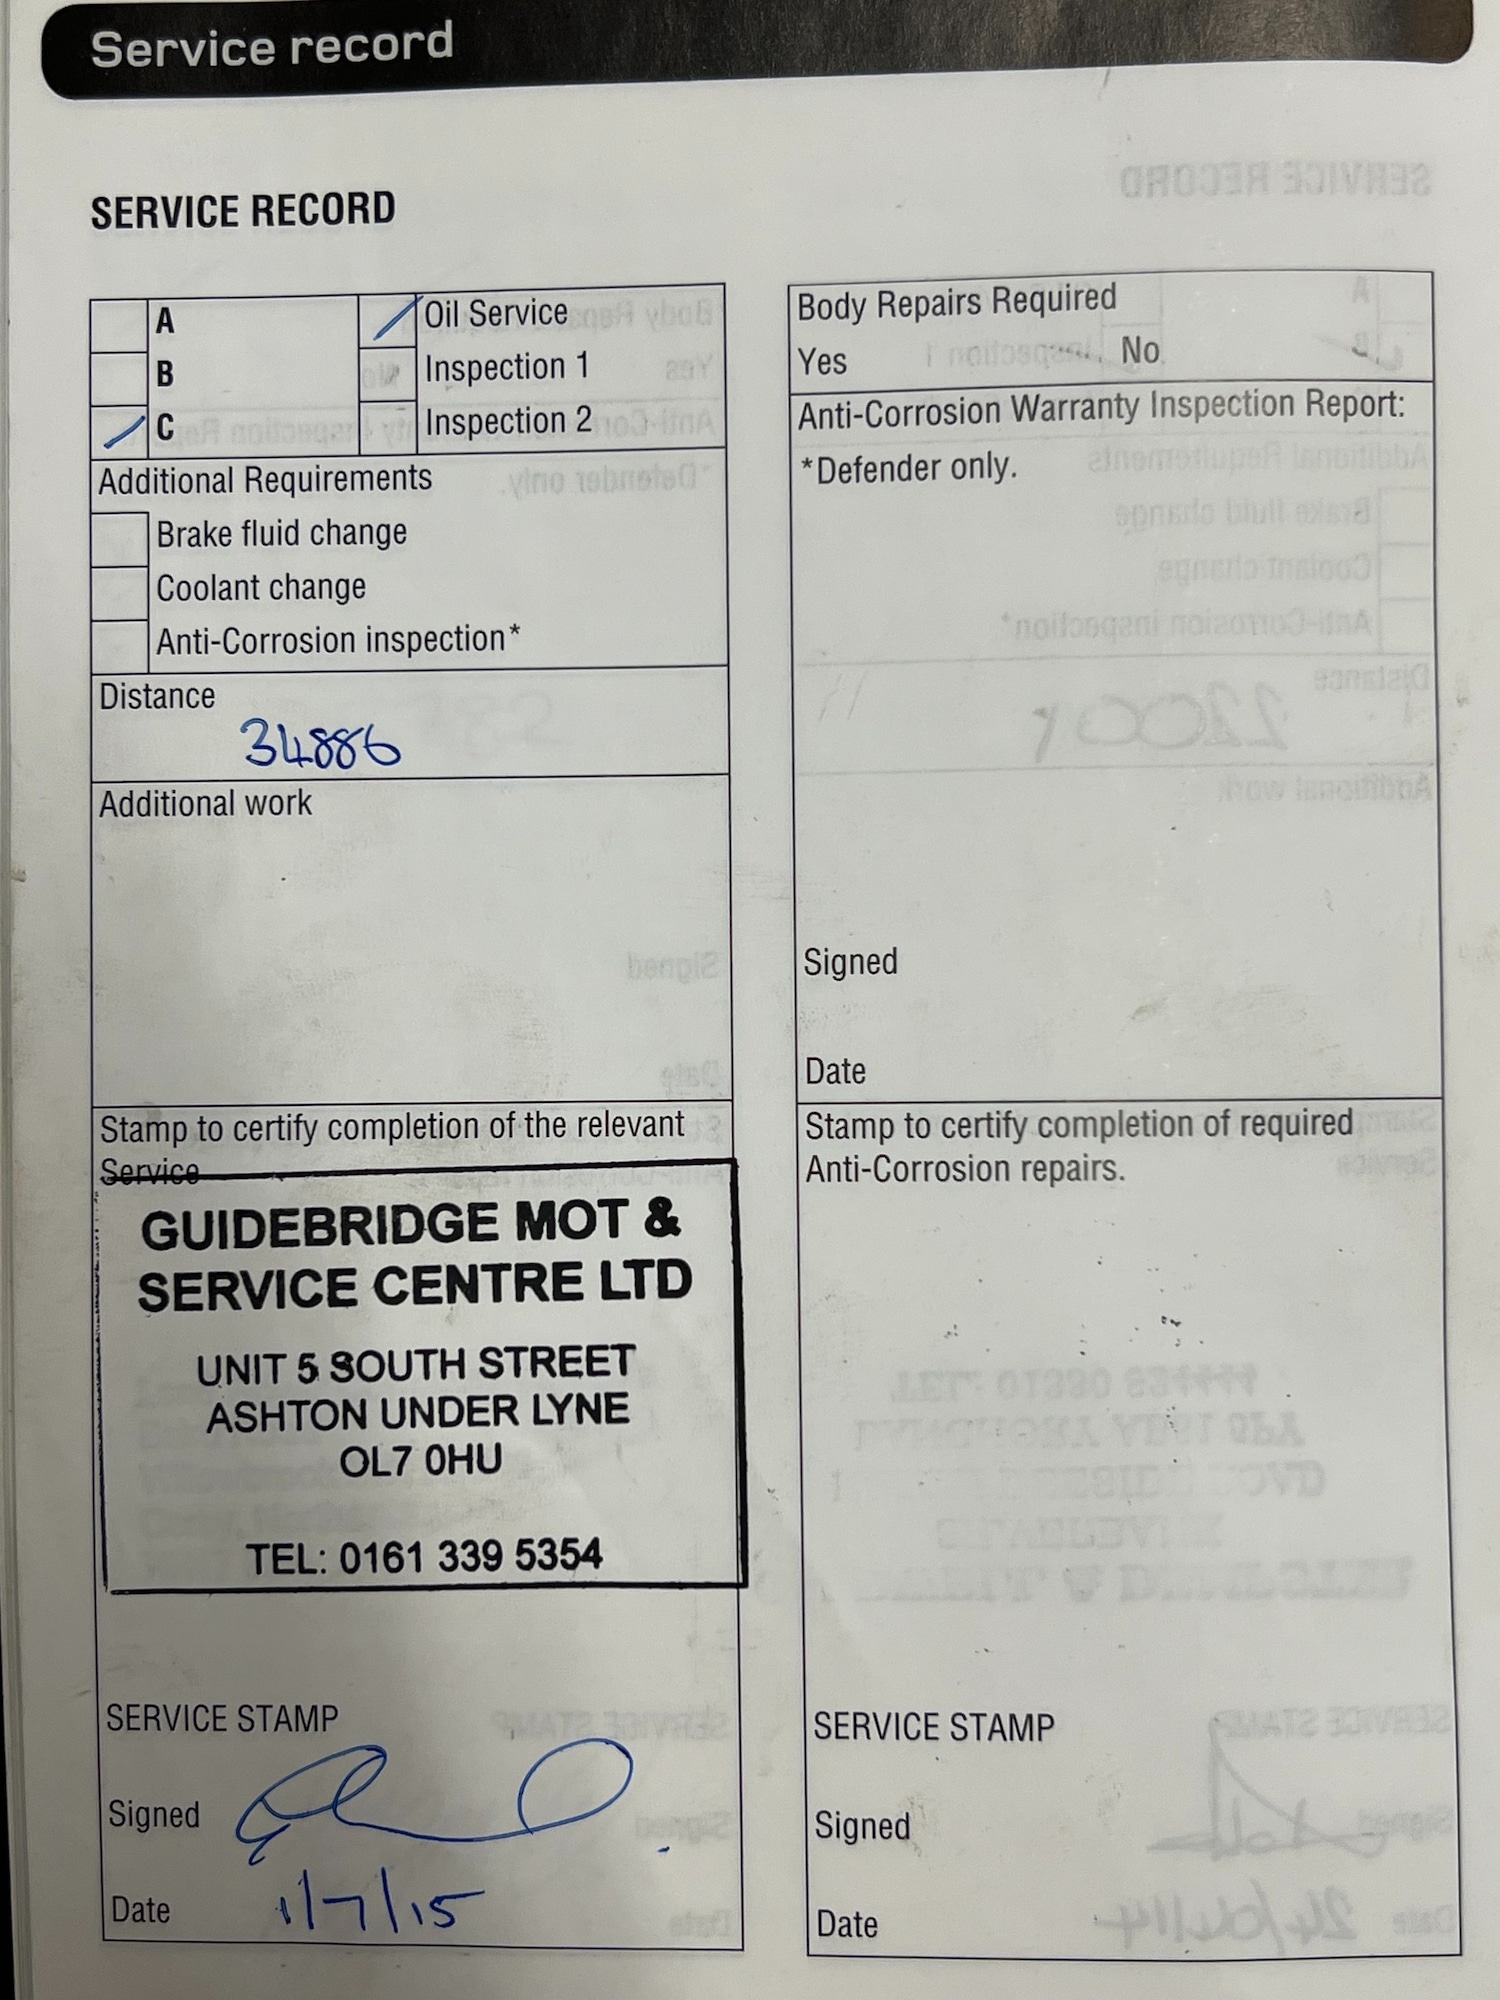 Service record
SERVICE RECORD
A
Oil Service
B
Inspection 1
C
Inspection 2
Additional Requirements
Brake fluid change
Coolant change
Anti-Corrosion inspection*
Distance
34886
Additional work
Stamp to certify completion of the relevant
Service
GUIDEBRIDGE MOT &
SERVICE CENTRE LTD
UNIT 5 SOUTH STREET
ASHTON UNDER LYNE
OL7 0HU
TEL: 0161 339 5354
SERVICE STAMP
Signed
Date 1/7/15
Body Repairs Required
Yes ........ No
Anti-Corrosion Warranty Inspection Report:
*Defender only.
Signed
Date
Stamp to certify completion of required
Anti-Corrosion repairs.
SERVICE STAMP
Signed
Date